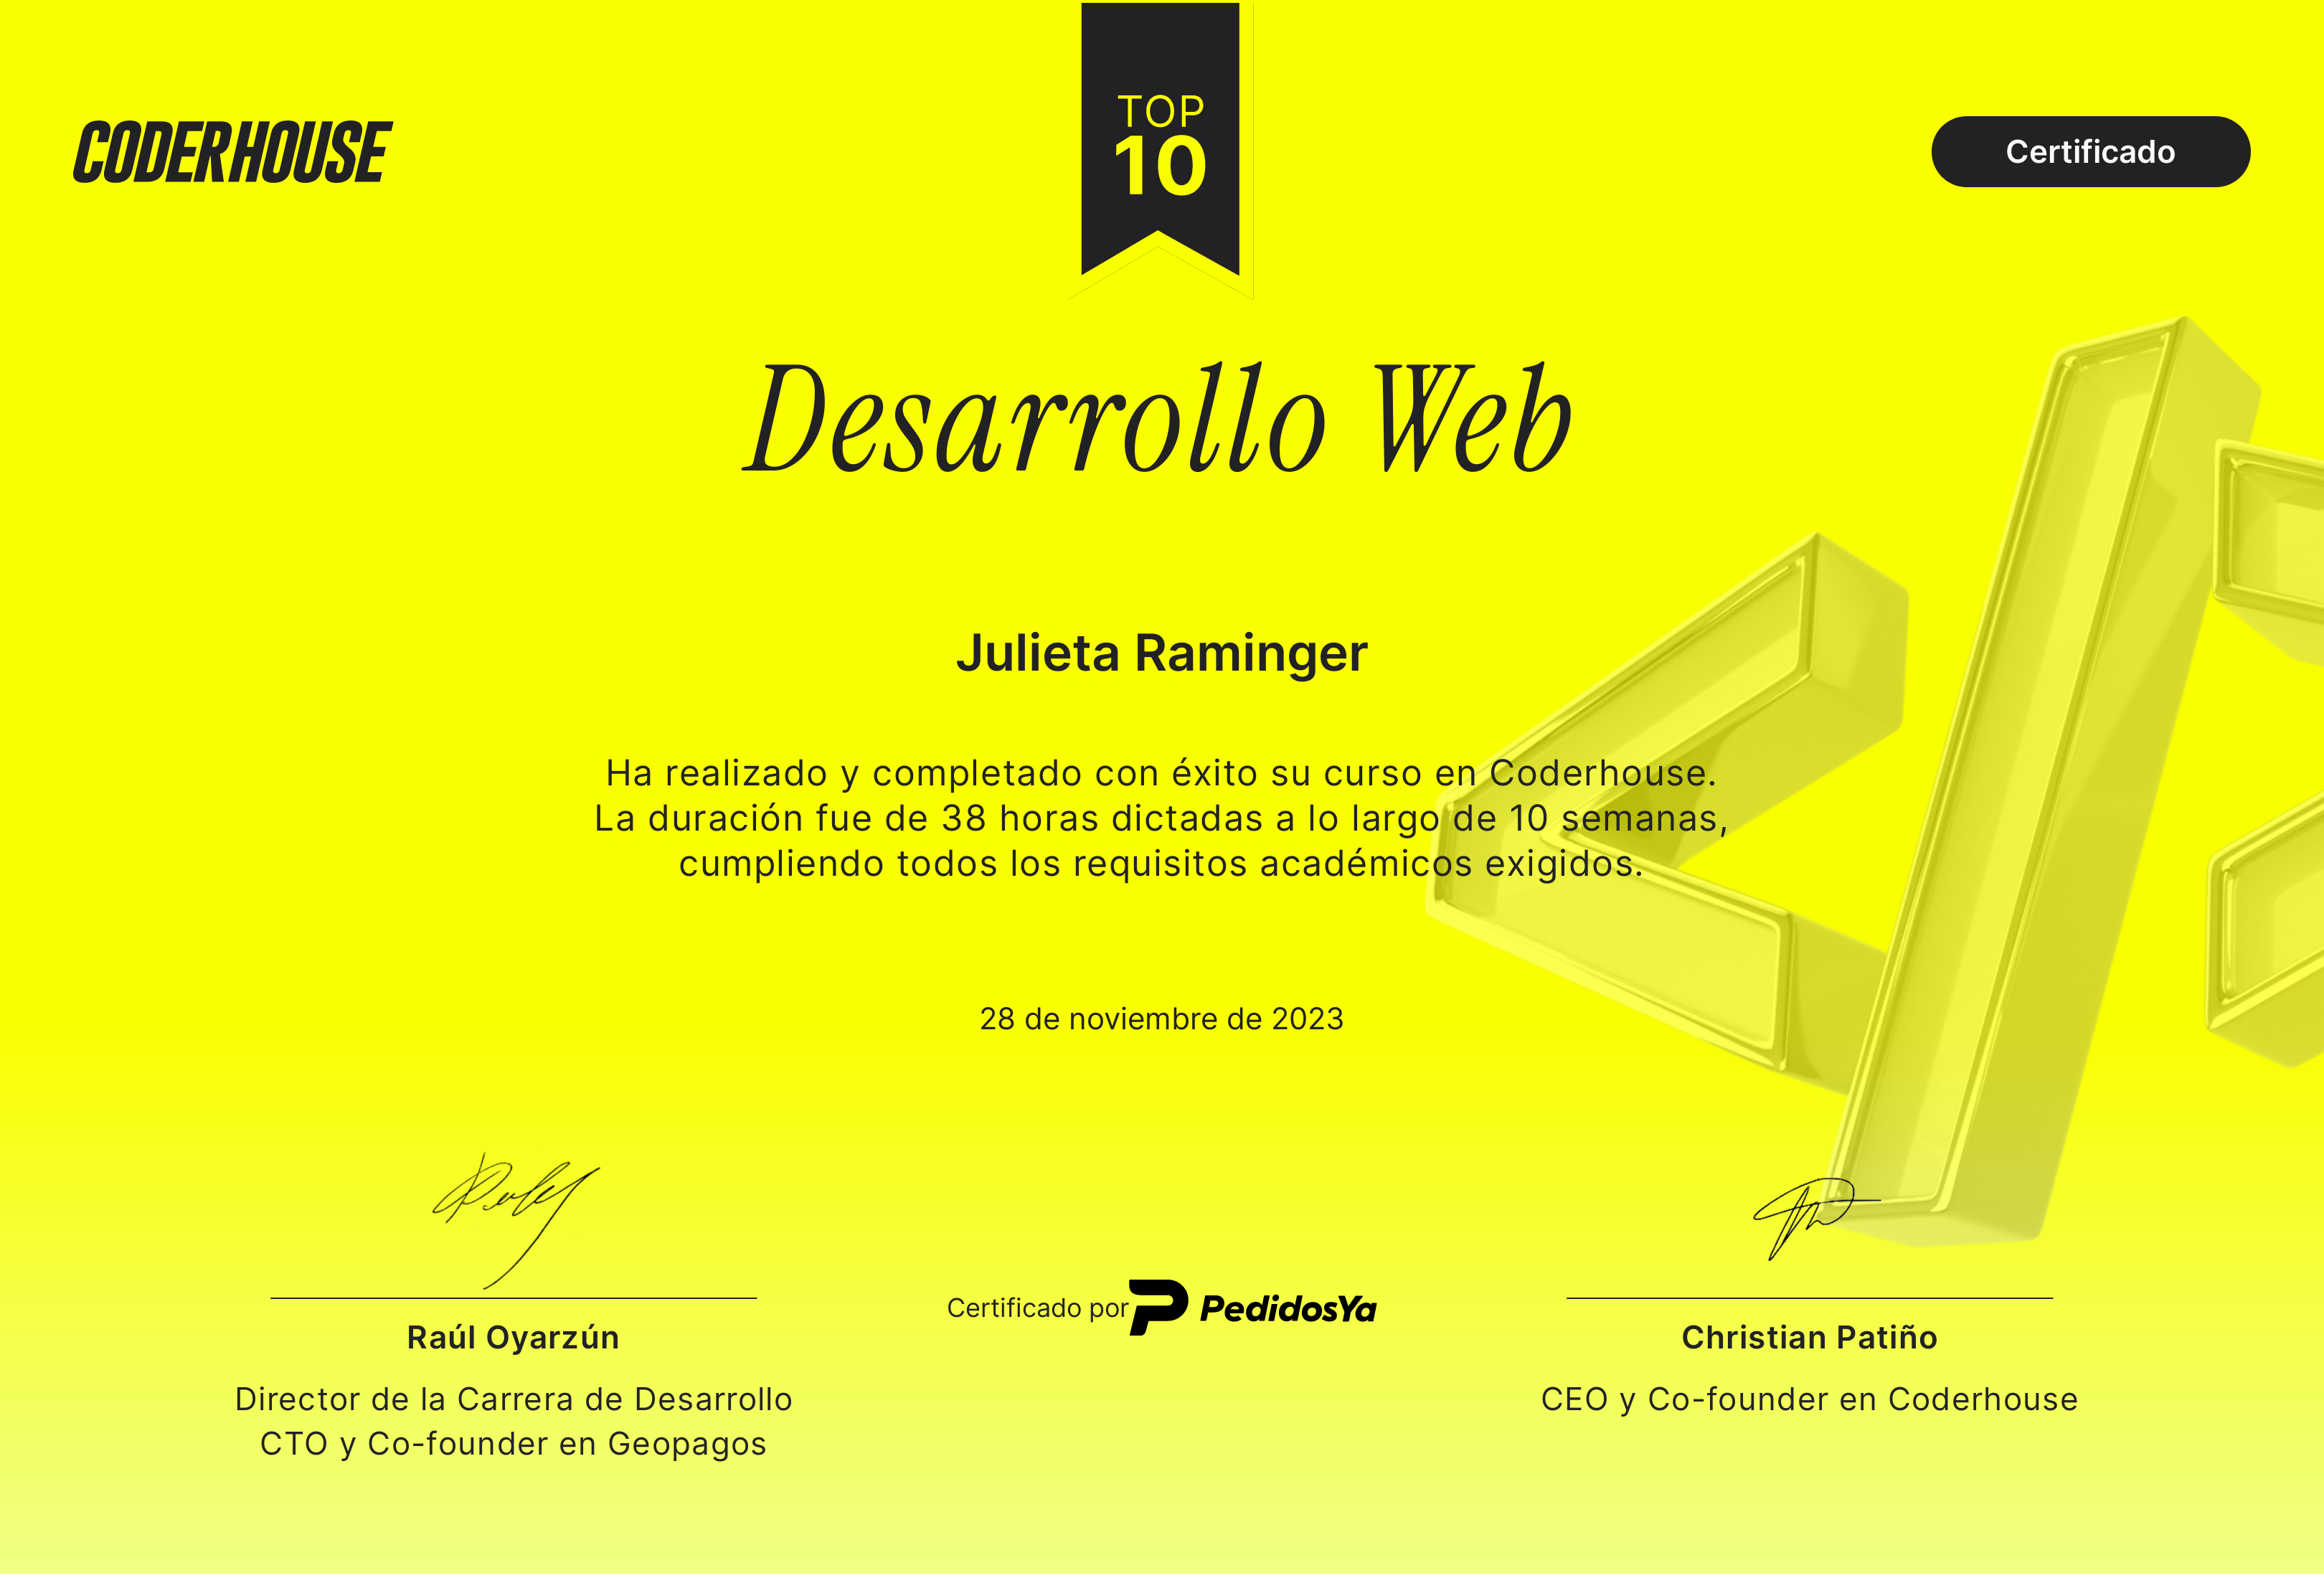 CODERHOUSE
TOP
10
Certificado
Desarrollo Web
Julieta Raminger
Ha realizado y completado con éxito su curso en Coderhouse.
La duración fue de 38 horas dictadas a lo largo de 10 semanas,
cumpliendo todos los requisitos académicos exigidos.
28 de noviembre de 2023
Raúl Oyarzún
Director de la Carrera de Desarrollo
CTO y Co-founder en Geopagos
Certificado por PedidosYa
Christian Patiño
CEO y Co-founder en Coderhouse